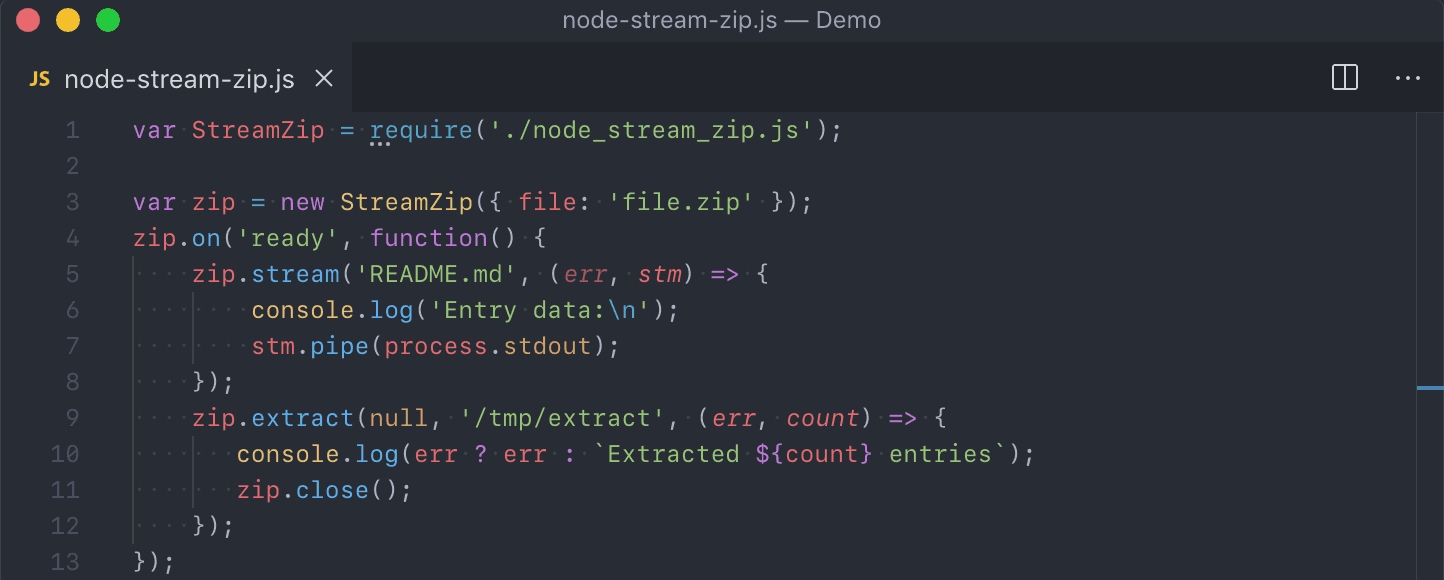 node-stream-zip.js — Demo
JS node-stream-zip.js
1 var StreamZip = require('./node_stream_zip.js');
2
3 var zip = new StreamZip({ file: 'file.zip' });
4 zip.on('ready', function() {
5     zip.stream('README.md', (err, stm) => {
6         console.log('Entry data:\n');
7         stm.pipe(process.stdout);
8     });
9     zip.extract(null, '/tmp/extract', (err, count) => {
10        console.log(err ? err : `Extracted ${count} entries`);
11        zip.close();
12    });
13 });